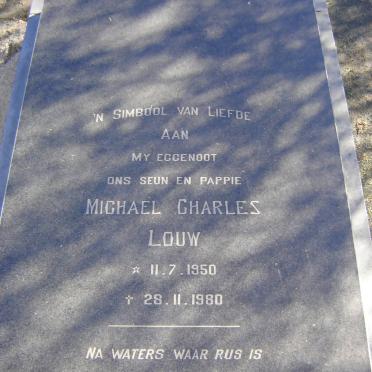 'N SIMBOOL VAN LIEFDE
AAN
MY EGGENOOT
ONS SEUN EN PAPPIE
MICHAEL CHARLES
LOUW
☆ 11.7.1950
† 28.11.1980
NA WATERS WAAR RUS IS